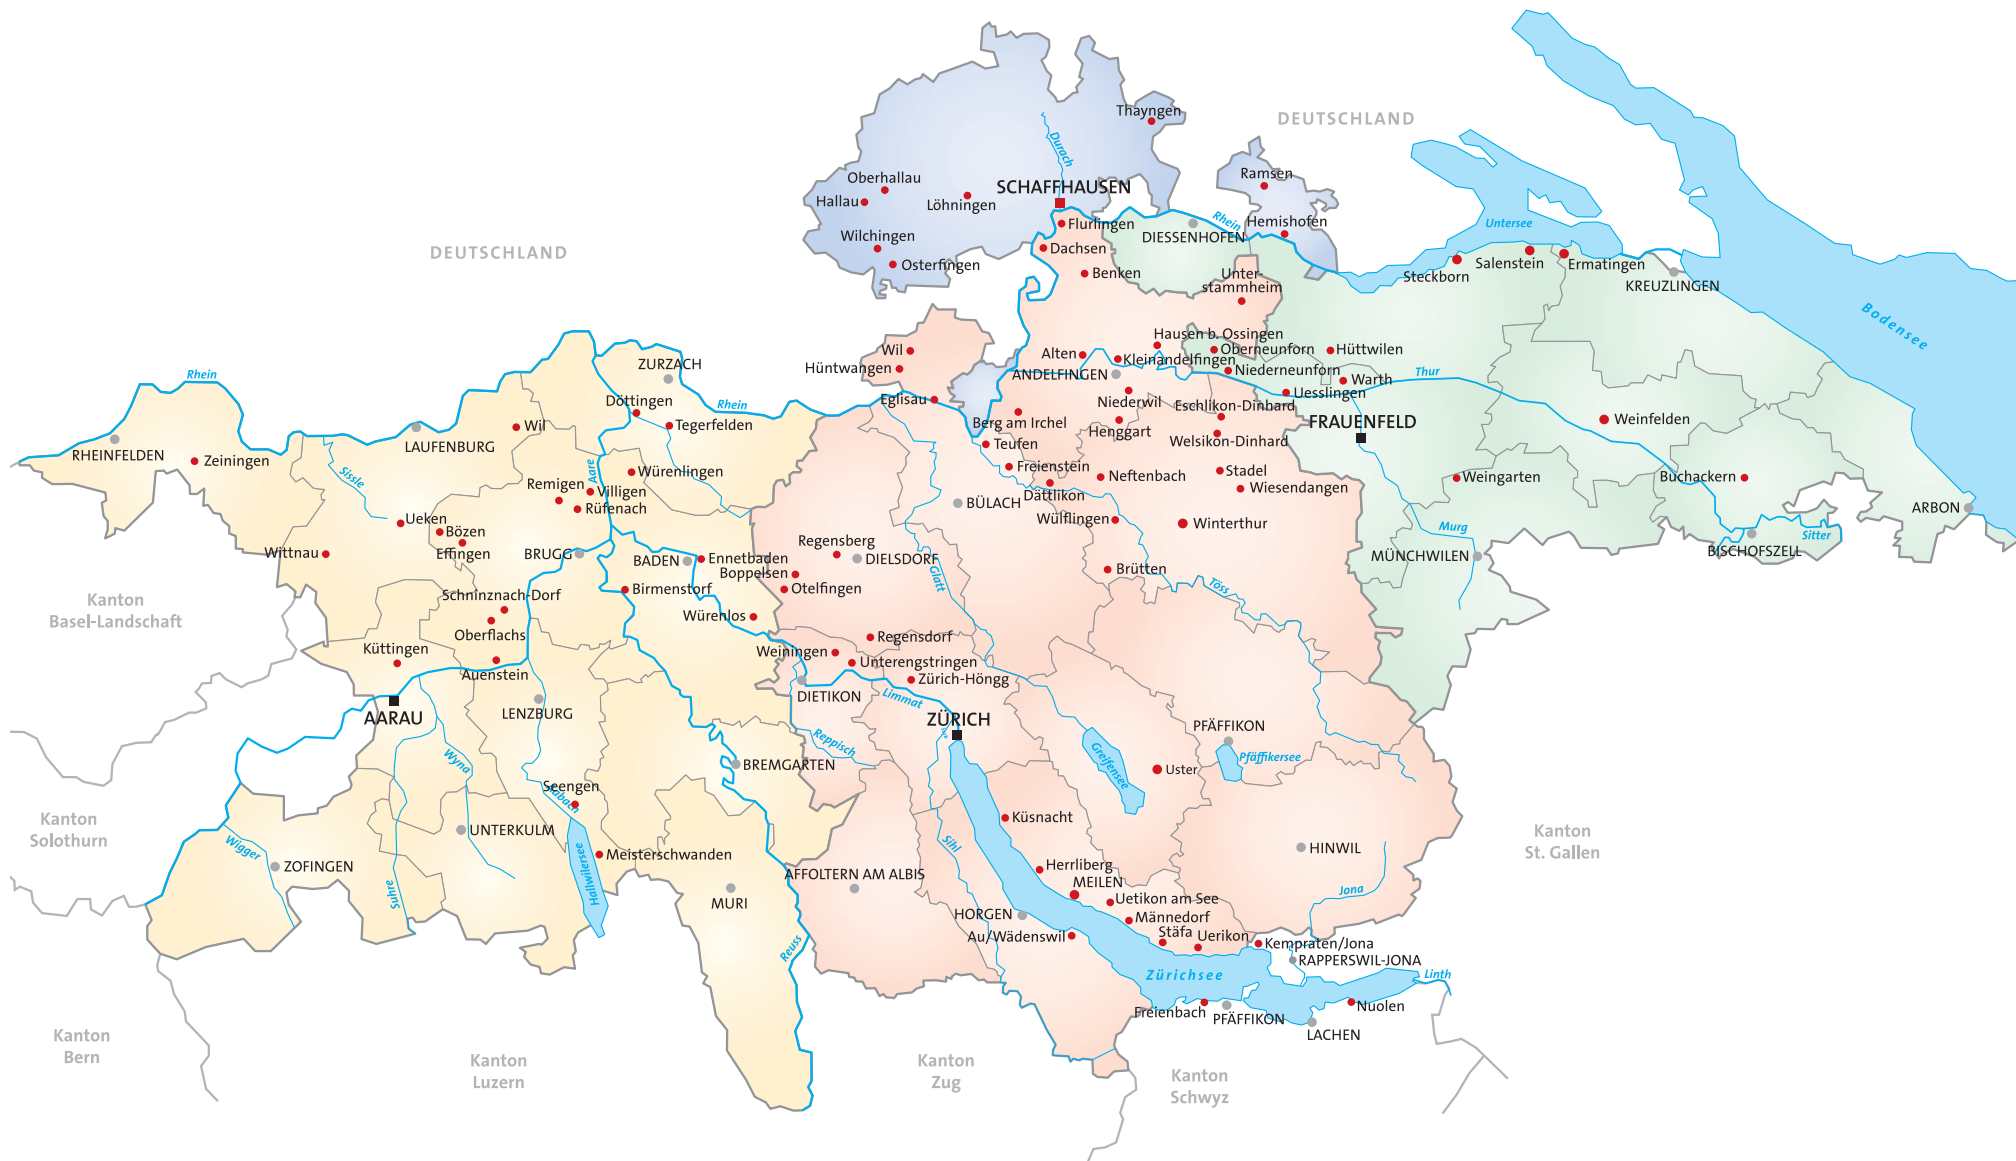 Thayngen
DEUTSCHLAND
Durach
Ramsen
Oberhallau
SCHAFFHAUSEN
Hallau
Löhningen
Rhein
Hemishofen
Flurlingen
Untersee
Wilchingen
DIESSENHOFEN
DEUTSCHLAND
Dachsen
Osterfingen
Benken
Salenstein
Ermatingen
Steckborn
Unter-
stammheim
KREUZLINGEN
Bodensee
Hausen b. Ossingen
Wil
Alten
Kleinandelfingen
Oberneunforn
Hüttwilen
ZURZACH
Hüntwangen
ANDELFINGEN
Niederneunforn
Rhein
Thur
Warth
Döttingen
Rhein
Eglisau
Niederwil
Uesslingen
Eschlikon-Dinhard
Berg am Irchel
FRAUENFELD
Weinfelden
Wil
Tegerfelden
Henggart
LAUFENBURG
Teufen
Welsikon-Dinhard
RHEINFELDEN
Zeiningen
Sissle
Aare
Würenlingen
Freienstein
Stadel
Neftenbach
Weingarten
Buchackern
Remigen
Villigen
Dättlikon
Wiesendangen
BÜLACH
Rüfenach
ARBON
Ueken
Wülflingen
Winterthur
Murg
Bözen
Sitter
Effingen
Regensberg
Wittnau
BRUGG
BADEN
Ennetbaden
DIELSDORF
MÜNCHWILEN
BISCHOFSZELL
Boppelsen
Brütten
Glatt
Töss
Birmenstorf
Otelfingen
Schninznach-Dorf
Kanton
Basel-Landschaft
Würenlos
Oberflachs
Regensdorf
Küttingen
Weiningen
Unterengstringen
Auenstein
Zürich-Höngg
DIETIKON
Limmat
LENZBURG
AARAU
ZÜRICH
PFÄFFIKON
Reppisch
Wyna
Greifensee
Pfäffikersee
BREMGARTEN
Uster
Seengen
Aabach
Küsnacht
Kanton
Solothurn
UNTERKULM
Kanton
St. Gallen
Wigger
Sihl
HINWIL
Meisterschwanden
ZOFINGEN
Hallwilersee
Herrliberg
AFFOLTERN AM ALBIS
MEILEN
Suhre
Jona
MURI
Uetikon am See
HORGEN
Männedorf
Stäfa
Au/Wädenswil
Uerikon
Kempraten/Jona
Reuss
RAPPERSWIL-JONA
Zürichsee
Linth
Freienbach
Nuolen
PFÄFFIKON
LACHEN
Kanton
Bern
Kanton
Luzern
Kanton
Zug
Kanton
Schwyz